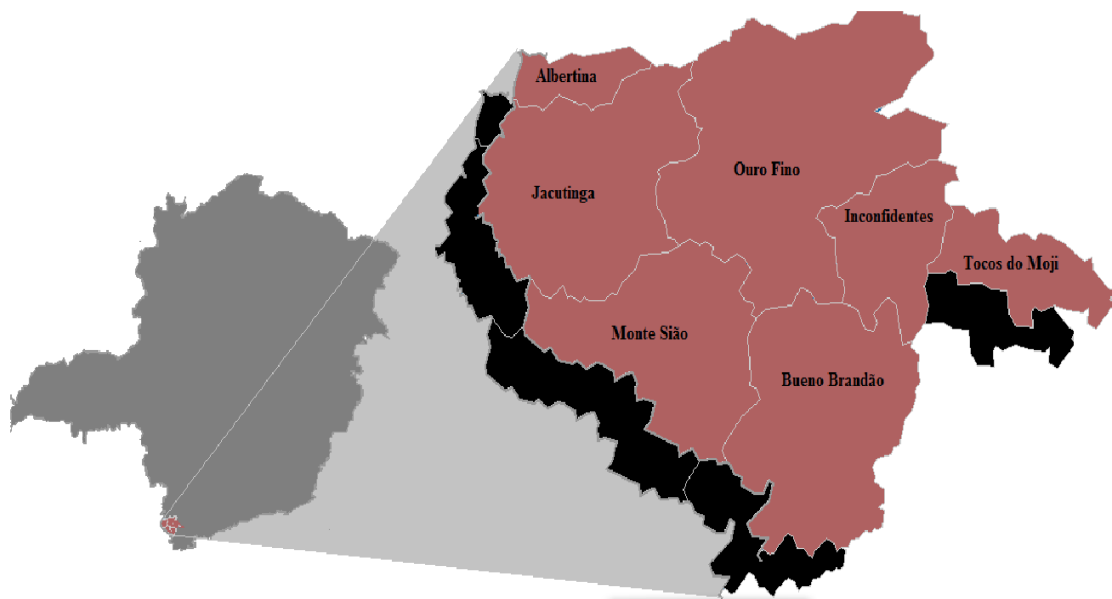 Albertina
Ouro Fino
Jacutinga
Inconfidentes
Tocos do Moji
Monte Sião
Bueno Brandão